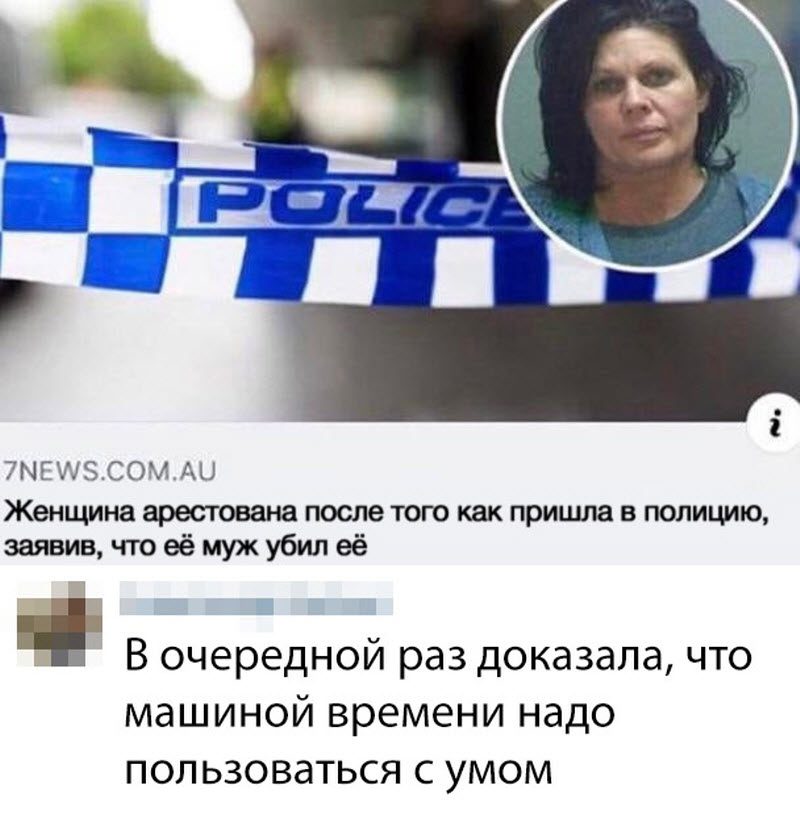 POLICE
i
7NEWS.COM.AU
Женщина арестована после того как пришла в полицию,
заявив, что её муж убил её
В очередной раз доказала, что
машиной времени надо
пользоваться с умом